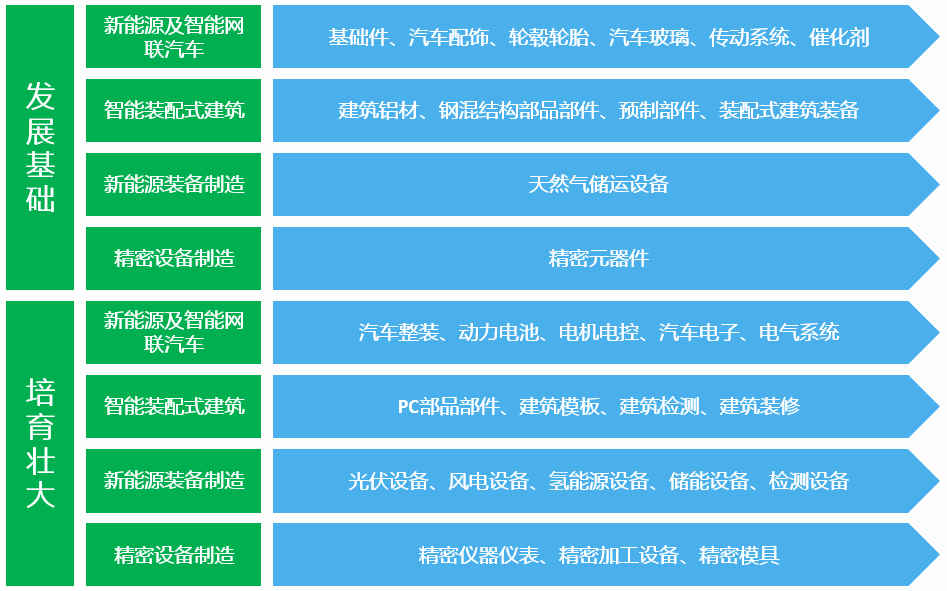 发展基础
新能源及智能网
联汽车
基础件、汽车配饰、轮毂轮胎、汽车玻璃、传动系统、催化剂
智能装配式建筑
建筑铝材、钢混结构部品部件、预制部件、装配式建筑装备
新能源装备制造
天然气储运设备
精密设备制造
精密元器件
培育壮大
新能源及智能网
联汽车
汽车整装、动力电池、电机电控、汽车电子、电气系统
智能装配式建筑
PC部品部件、建筑模板、建筑检测、建筑装修
新能源装备制造
光伏设备、风电设备、氢能源设备、储能设备、检测设备
精密设备制造
精密仪器仪表、精密加工设备、精密模具